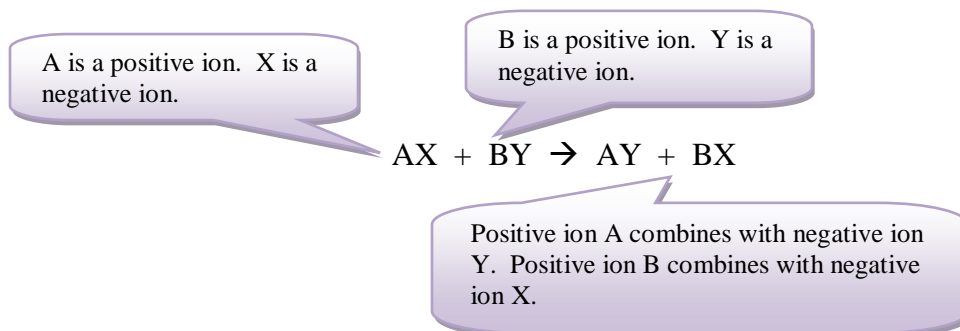 A is a positive ion.  X is a
negative ion.
B is a positive ion.  Y is a
negative ion.
AX + BY → AY + BX
Positive ion A combines with negative ion
Y.  Positive ion B combines with negative
ion X.